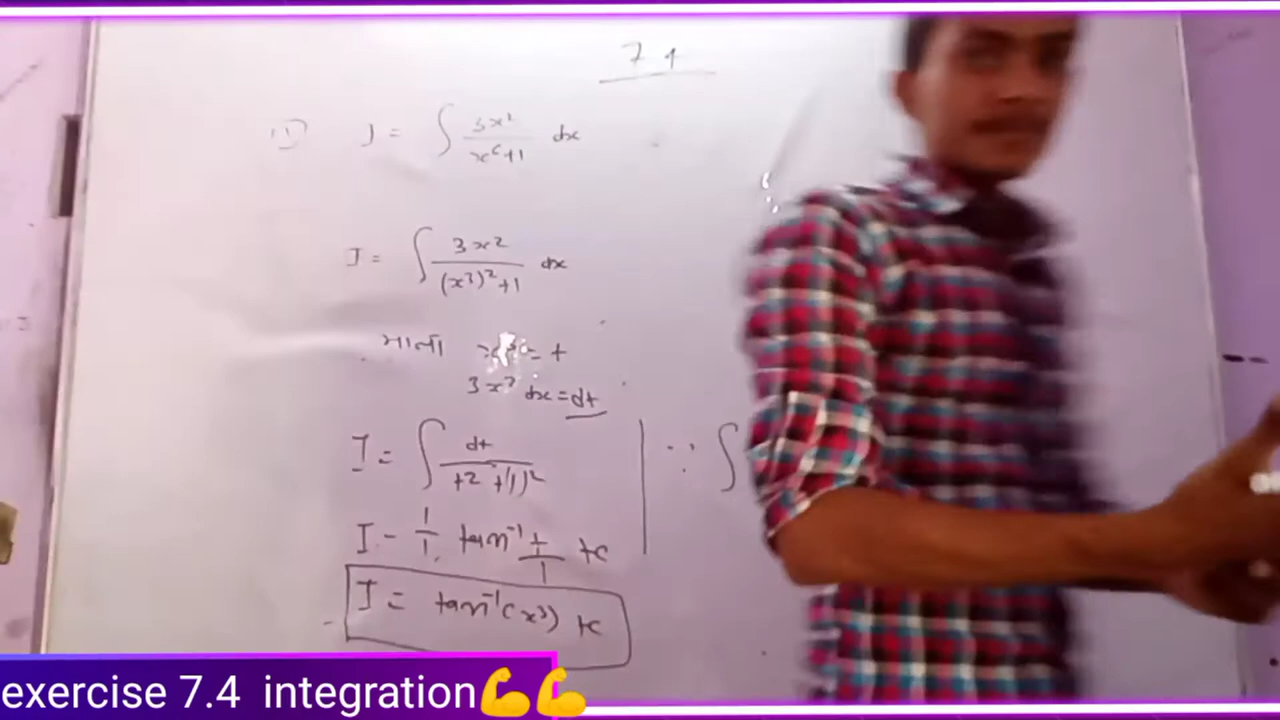 7.4
(1) I = ∫ 3x²/(x⁶+1) dx
I = ∫ 3x²/((x³)²+1) dx
माना x³ = t
3x² dx = dt
I = ∫ dt/(t²+(1)²) | ∵ ∫
I = 1/1 tan⁻¹ t/1 + c
I = tan⁻¹(x³) + c
exercise 7.4 integration💪💪